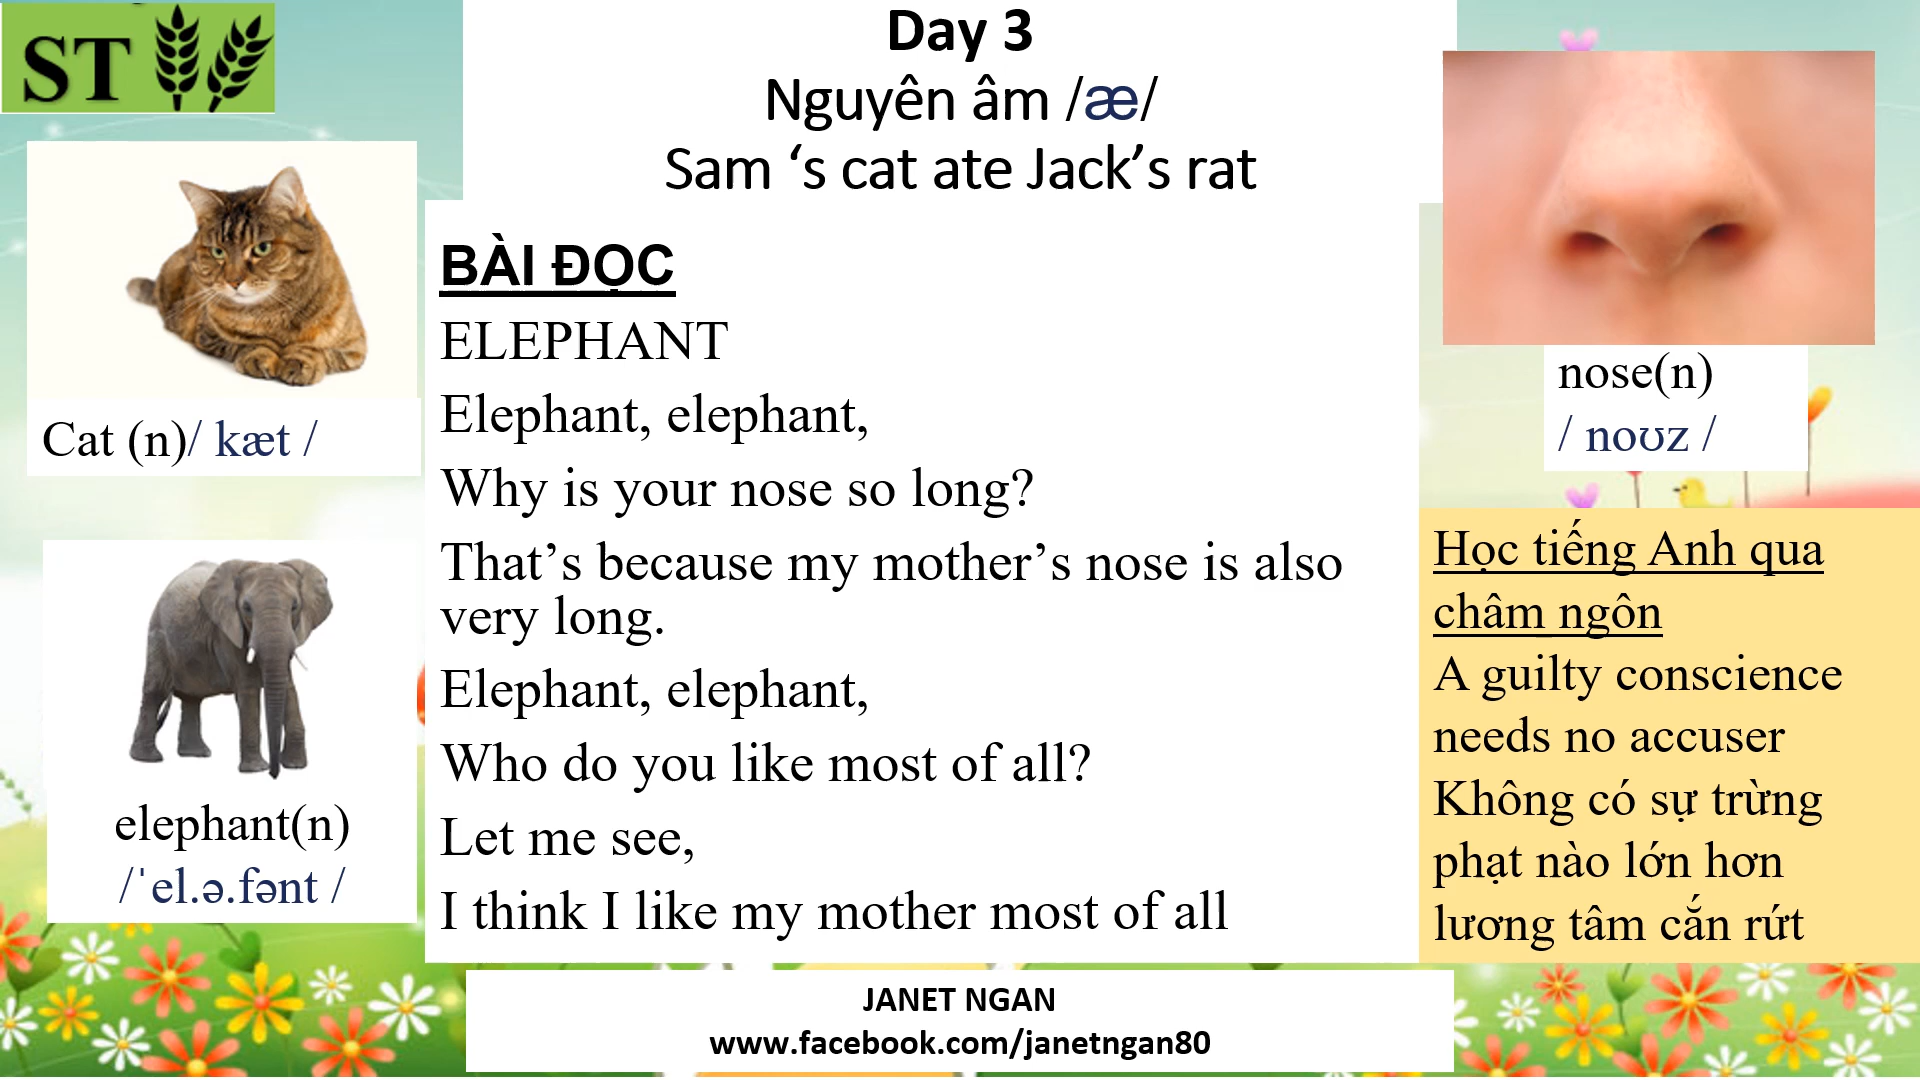 ST
Day 3
Nguyên âm /æ/
Sam ‘s cat ate Jack’s rat
Cat (n)/ kæt /
elephant(n)
/ˈel.ə.fənt /
BÀI ĐỌC
ELEPHANT
Elephant, elephant,
Why is your nose so long?
That’s because my mother’s nose is also
very long.
Elephant, elephant,
Who do you like most of all?
Let me see,
I think I like my mother most of all
nose(n)
/ noʊz /
Học tiếng Anh qua
châm ngôn
A guilty conscience
needs no accuser
Không có sự trừng
phạt nào lớn hơn
lương tâm cắn rứt
JANET NGAN
www.facebook.com/janetngan80